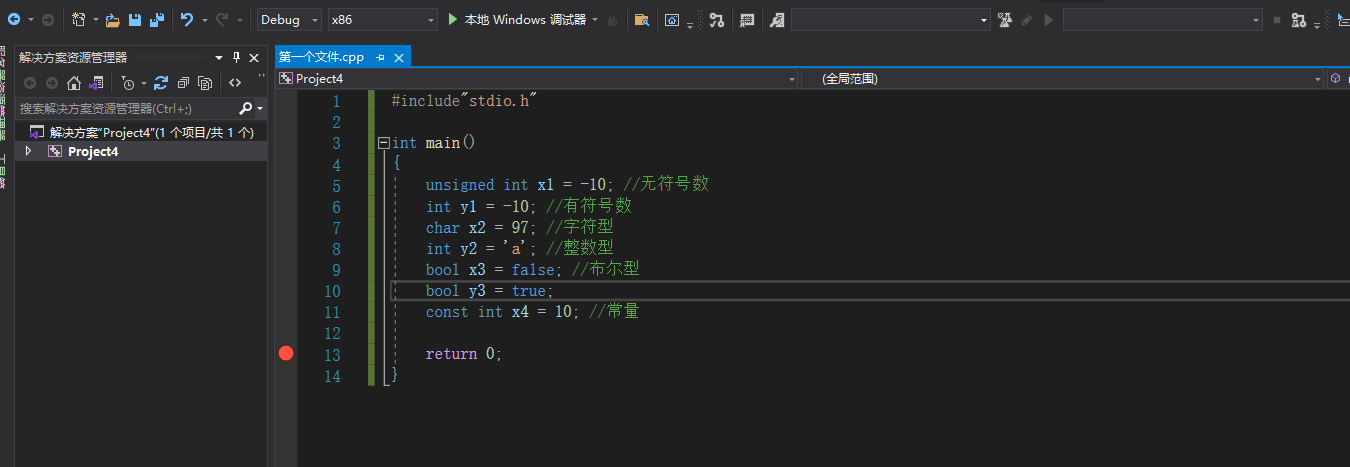 Debug x86 本地 Windows 调试器
解决方案资源管理器
搜索解决方案资源管理器(Ctrl+;)
解决方案"Project4"(1 个项目/共 1 个)
Project4
第一个文件.cpp
Project4 (全局范围)
1 #include"stdio.h"
2
3 int main()
4 {
5 unsigned int x1 = -10; //无符号数
6 int y1 = -10; //有符号数
7 char x2 = 97; //字符型
8 int y2 = 'a'; //整数型
9 bool x3 = false; //布尔型
10 bool y3 = true;
11 const int x4 = 10; //常量
12
13 return 0;
14 }